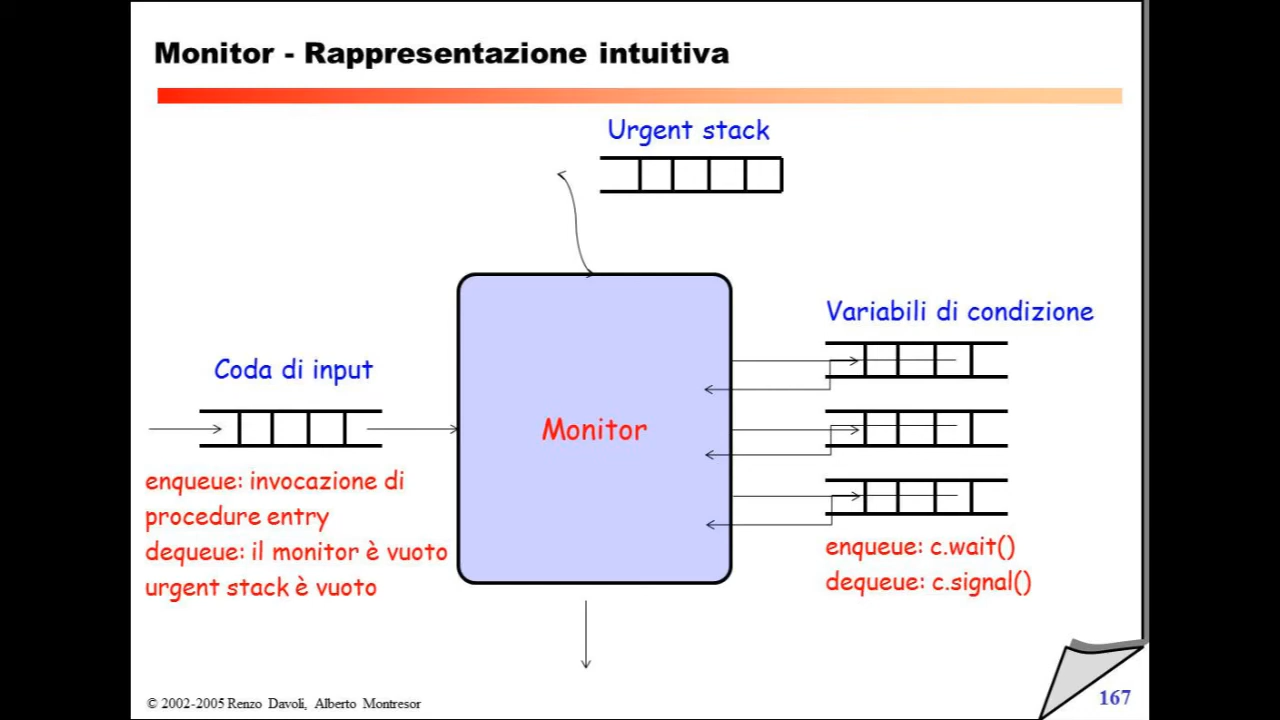 Monitor - Rappresentazione intuitiva
Urgent stack
Variabili di condizione
Coda di input
Monitor
enqueue: invocazione di
procedure entry
dequeue: il monitor è vuoto
urgent stack è vuoto
enqueue: c.wait()
dequeue: c.signal()
© 2002-2005 Renzo Davoli, Alberto Montresor
167